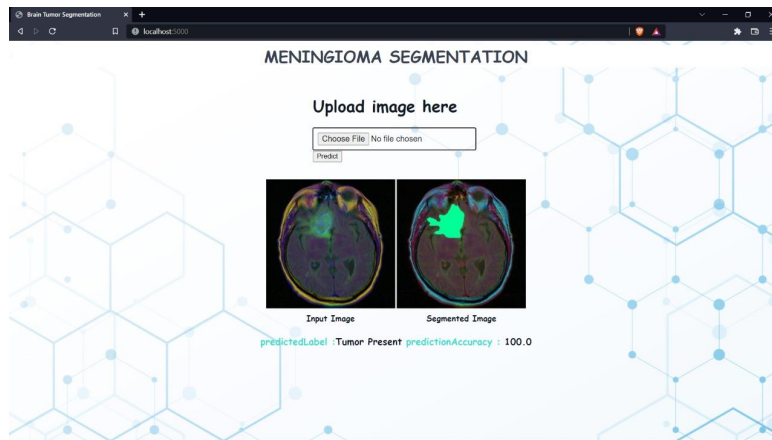 Brain Tumor Segmentation
localhost:5000
MENINGIOMA SEGMENTATION
Upload image here
Choose File No file chosen
Predict
Input Image Segmented Image
predictedLabel :Tumor Present predictionAccuracy : 100.0